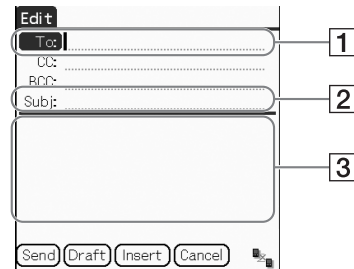 Edit
To:
1
CC:
BCC:
Subj:
2
3
Send Draft Insert Cancel